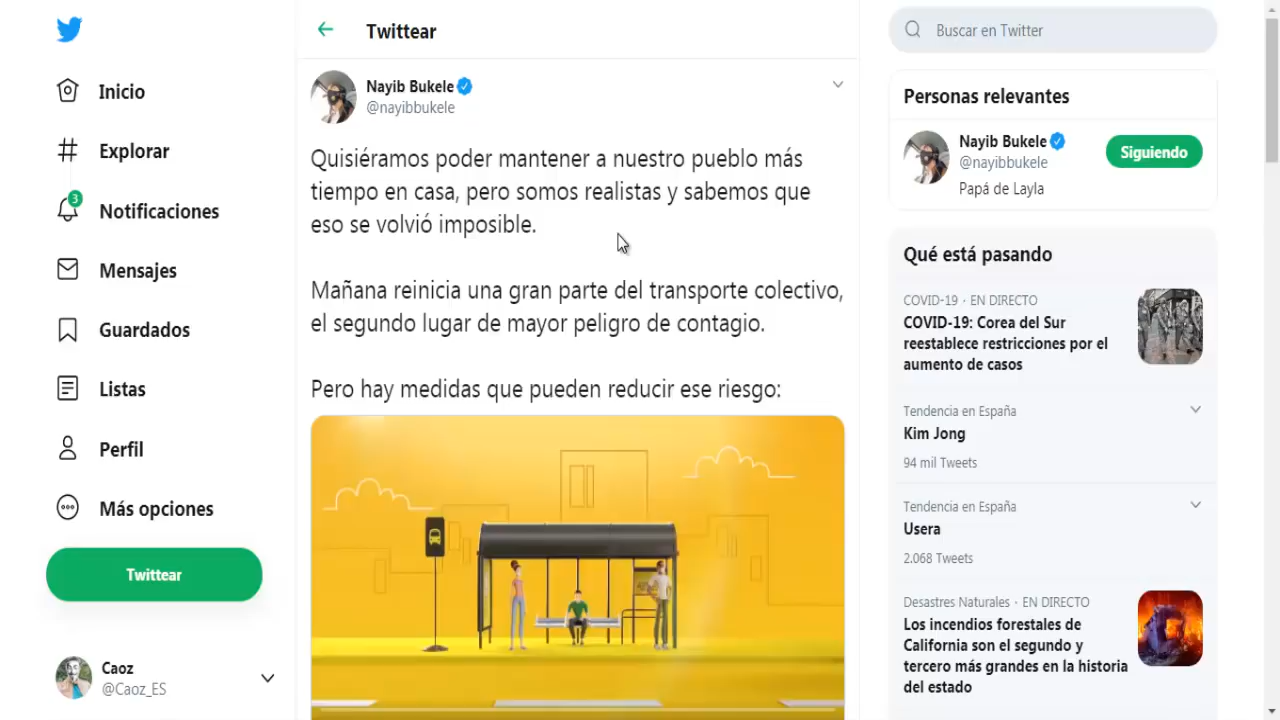 Inicio
Explorar
3
Notificaciones
Mensajes
Guardados
Listas
Perfil
Más opciones
Twittear
Caoz
@Caoz_ES
Twittear
Nayib Bukele
@nayibbukele
Quisiéramos poder mantener a nuestro pueblo más
tiempo en casa, pero somos realistas y sabemos que
eso se volvió imposible.
Mañana reinicia una gran parte del transporte colectivo,
el segundo lugar de mayor peligro de contagio.
Pero hay medidas que pueden reducir ese riesgo:
Buscar en Twitter
Personas relevantes
Nayib Bukele
@nayibbukele
Siguiendo
Papá de Layla
Qué está pasando
COVID-19 · EN DIRECTO
COVID-19: Corea del Sur
reestablece restricciones por el
aumento de casos
Tendencia en España
Kim Jong
94 mil Tweets
Tendencia en España
Usera
2.068 Tweets
Desastres Naturales · EN DIRECTO
Los incendios forestales de
California son el segundo y
tercero más grandes en la historia
del estado